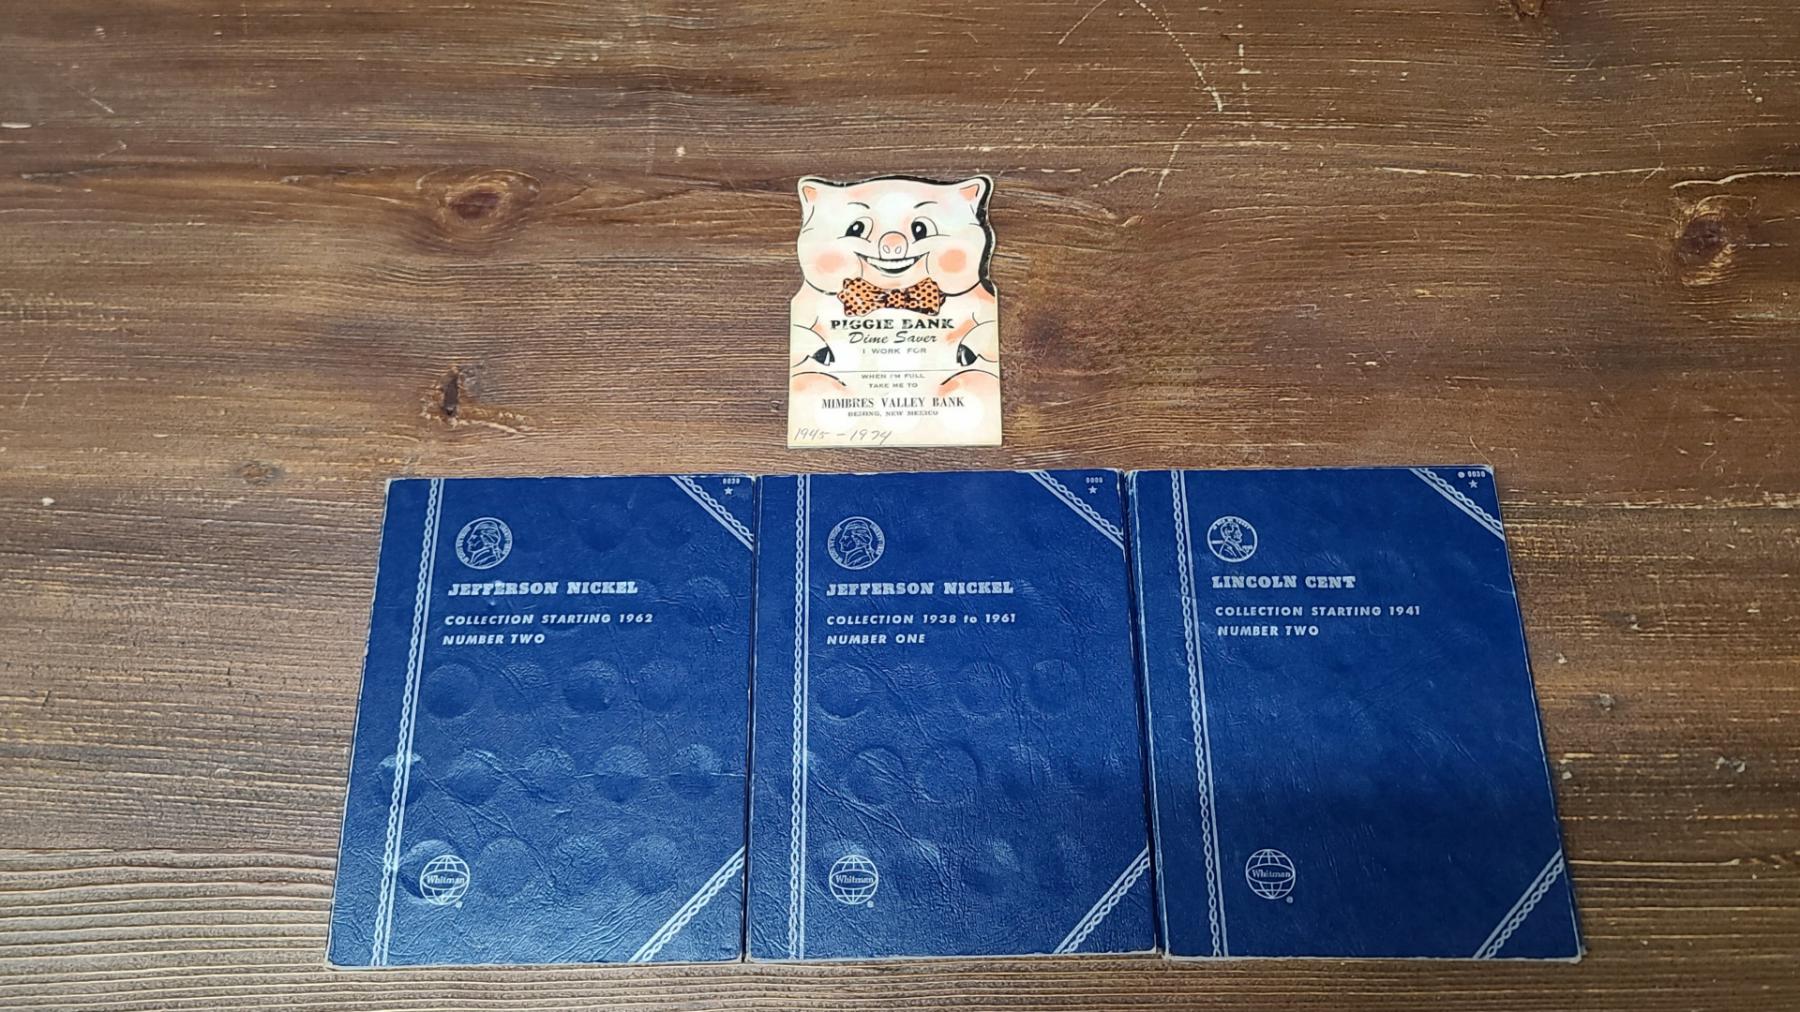 PIGGIE BANK
Dime Saver
I WORK FOR
WHEN I'M FULL
TAKE ME TO
MIMBRES VALLEY BANK
DEMING, NEW MEXICO
1945 - 1974
JEFFERSON NICKEL
COLLECTION STARTING 1962
NUMBER TWO
Whitman
JEFFERSON NICKEL
COLLECTION 1938 to 1961
NUMBER ONE
Whitman
LINCOLN CENT
COLLECTION STARTING 1941
NUMBER TWO
Whitman